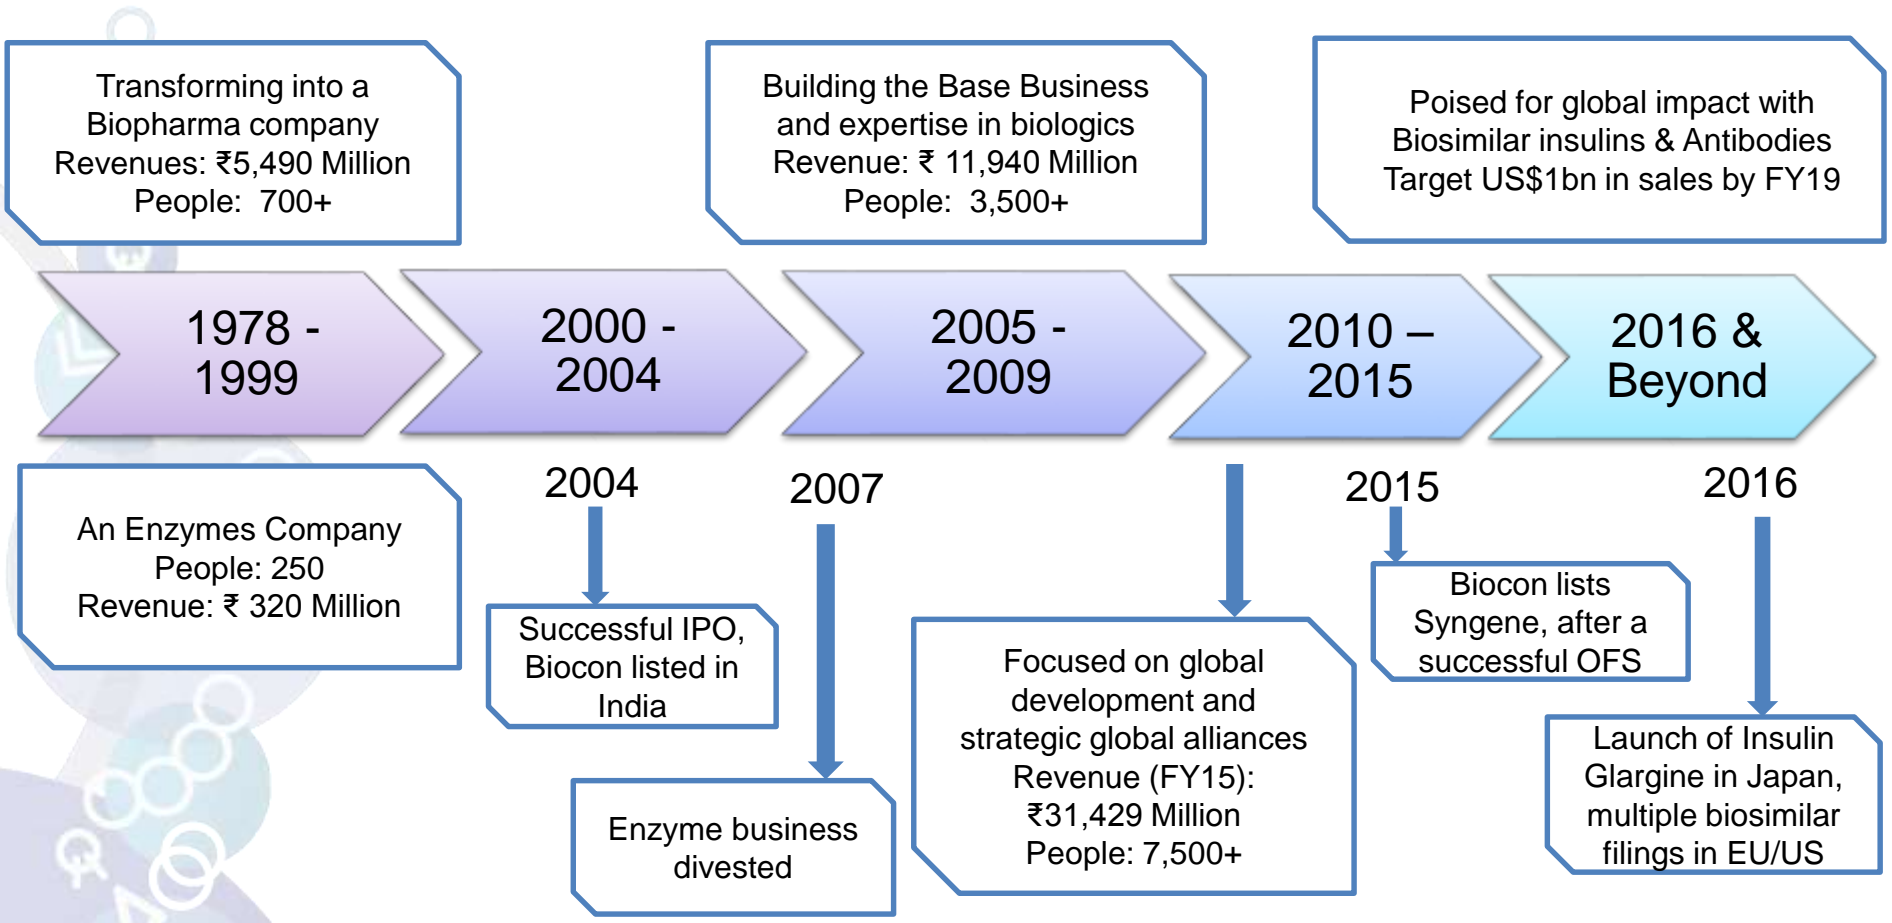 Transforming into a
Biopharma company
Revenues: ₹5,490 Million
People:  700+
Building the Base Business
and expertise in biologics
Revenue: ₹ 11,940 Million
People:  3,500+
Poised for global impact with
Biosimilar insulins & Antibodies
Target US$1bn in sales by FY19
1978 -
1999
2000 -
2004
2005 -
2009
2010 –
2015
2016 &
Beyond
An Enzymes Company
People: 250
Revenue: ₹ 320 Million
2004
Successful IPO,
Biocon listed in
India
2007
Enzyme business
divested
Focused on global
development and
strategic global alliances
Revenue (FY15):
₹31,429 Million
People: 7,500+
2015
Biocon lists
Syngene, after a
successful OFS
2016
Launch of Insulin
Glargine in Japan,
multiple biosimilar
filings in EU/US